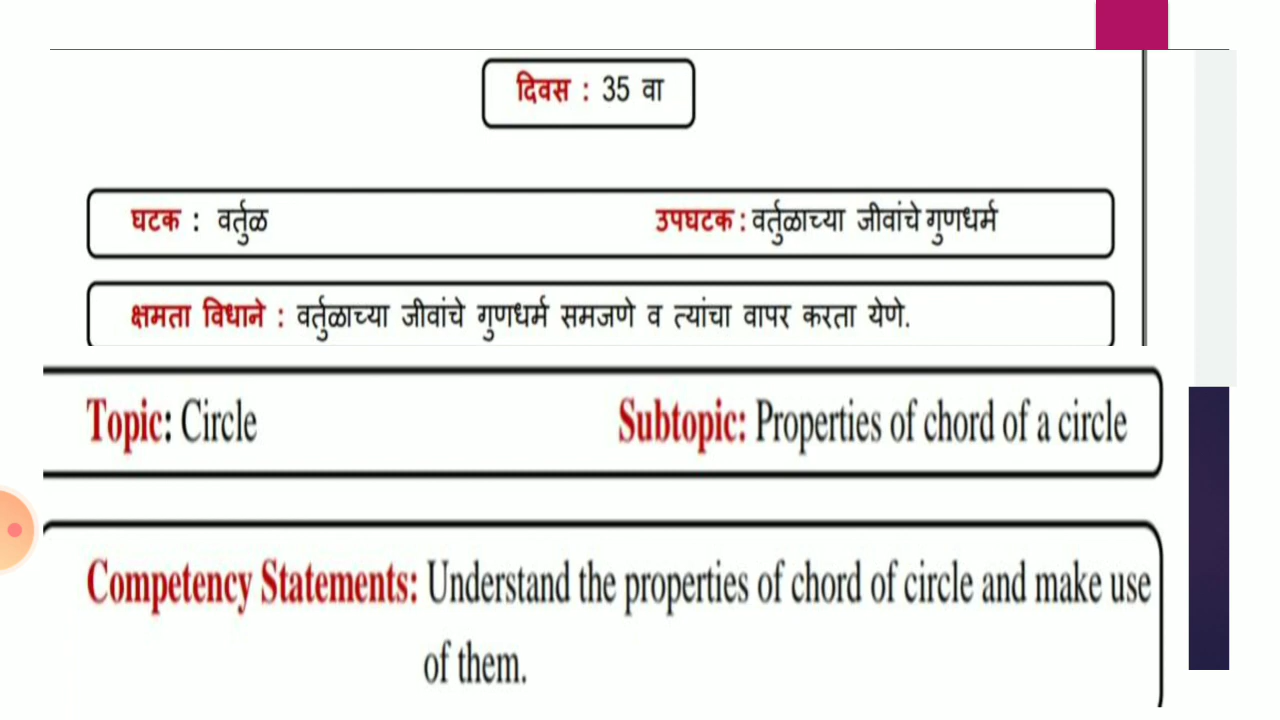 दिवस : 35 वा
घटक : वर्तुळ उपघटक : वर्तुळाच्या जीवांचे गुणधर्म
क्षमता विधाने : वर्तुळाच्या जीवांचे गुणधर्म समजणे व त्यांचा वापर करता येणे.
Topic: Circle Subtopic: Properties of chord of a circle
Competency Statements: Understand the properties of chord of circle and make use
of them.